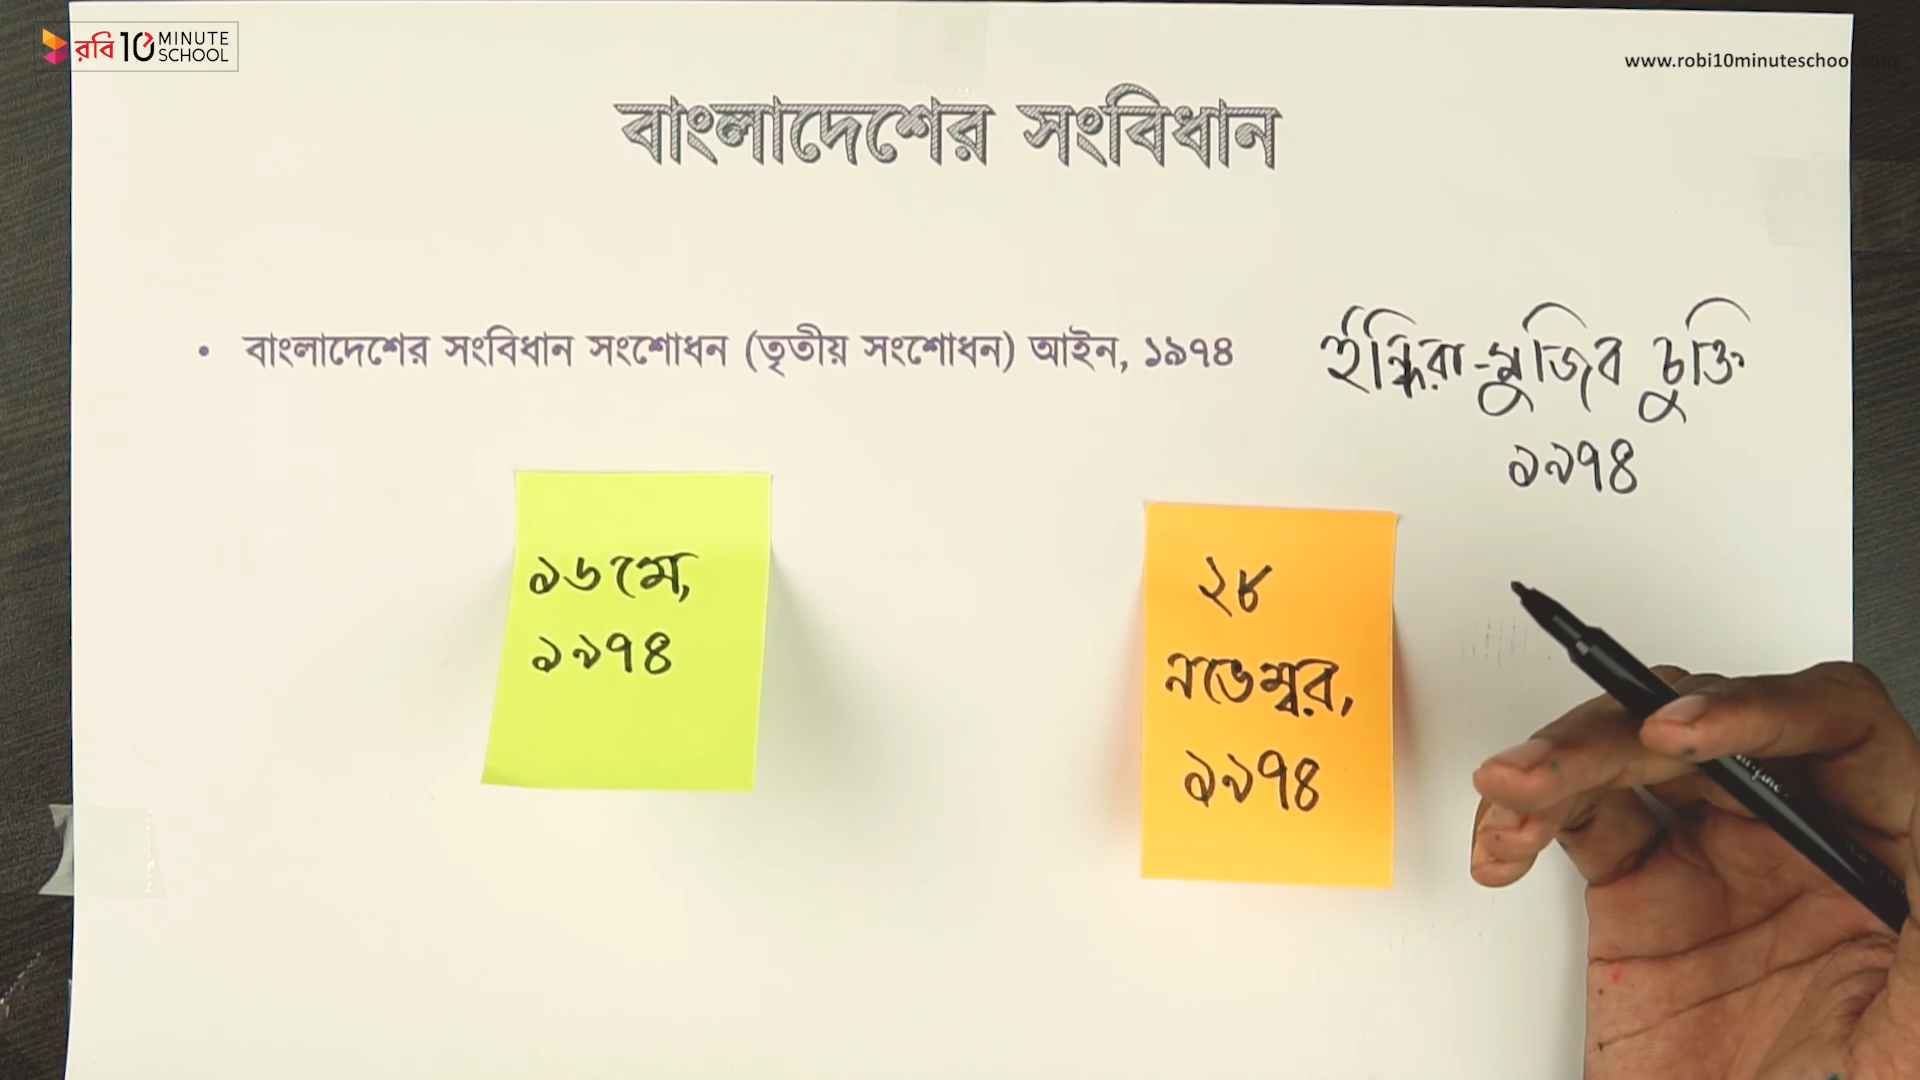 রবি 10 MINUTE SCHOOL
www.robi10minuteschool.com
বাংলাদেশের সংবিধান
• বাংলাদেশের সংবিধান সংশোধন (তৃতীয় সংশোধন) আইন, ১৯৭৪
ইন্দিরা-মুজিব চুক্তি
১৯৭৪
১৬ মে,
১৯৭৪
২৮
নভেম্বর,
১৯৭৪